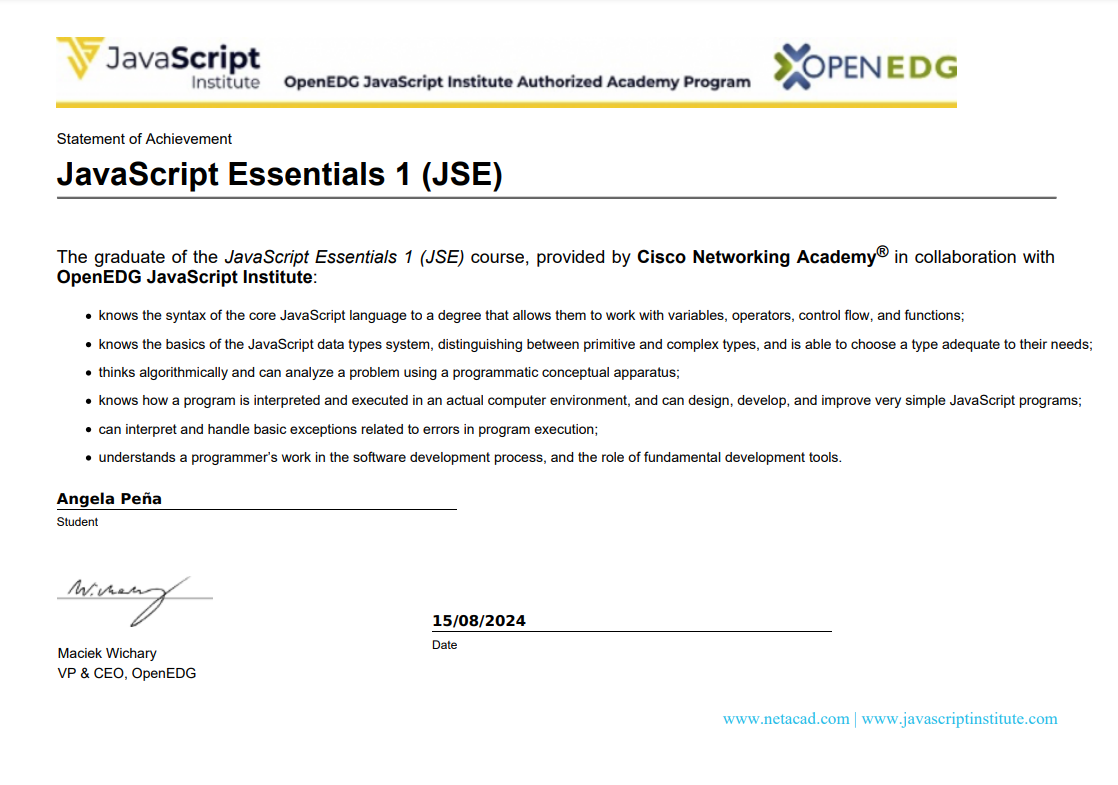 JavaScript
Institute
OpenEDG JavaScript Institute Authorized Academy Program
OPENEDG
Statement of Achievement
JavaScript Essentials 1 (JSE)
The graduate of the JavaScript Essentials 1 (JSE) course, provided by Cisco Networking Academy® in collaboration with
OpenEDG JavaScript Institute:
• knows the syntax of the core JavaScript language to a degree that allows them to work with variables, operators, control flow, and functions;
• knows the basics of the JavaScript data types system, distinguishing between primitive and complex types, and is able to choose a type adequate to their needs;
• thinks algorithmically and can analyze a problem using a programmatic conceptual apparatus;
• knows how a program is interpreted and executed in an actual computer environment, and can design, develop, and improve very simple JavaScript programs;
• can interpret and handle basic exceptions related to errors in program execution;
• understands a programmer’s work in the software development process, and the role of fundamental development tools.
Angela Peña
Student
W.chary
15/08/2024
Date
Maciek Wichary
VP & CEO, OpenEDG
www.netacad.com | www.javascriptinstitute.com